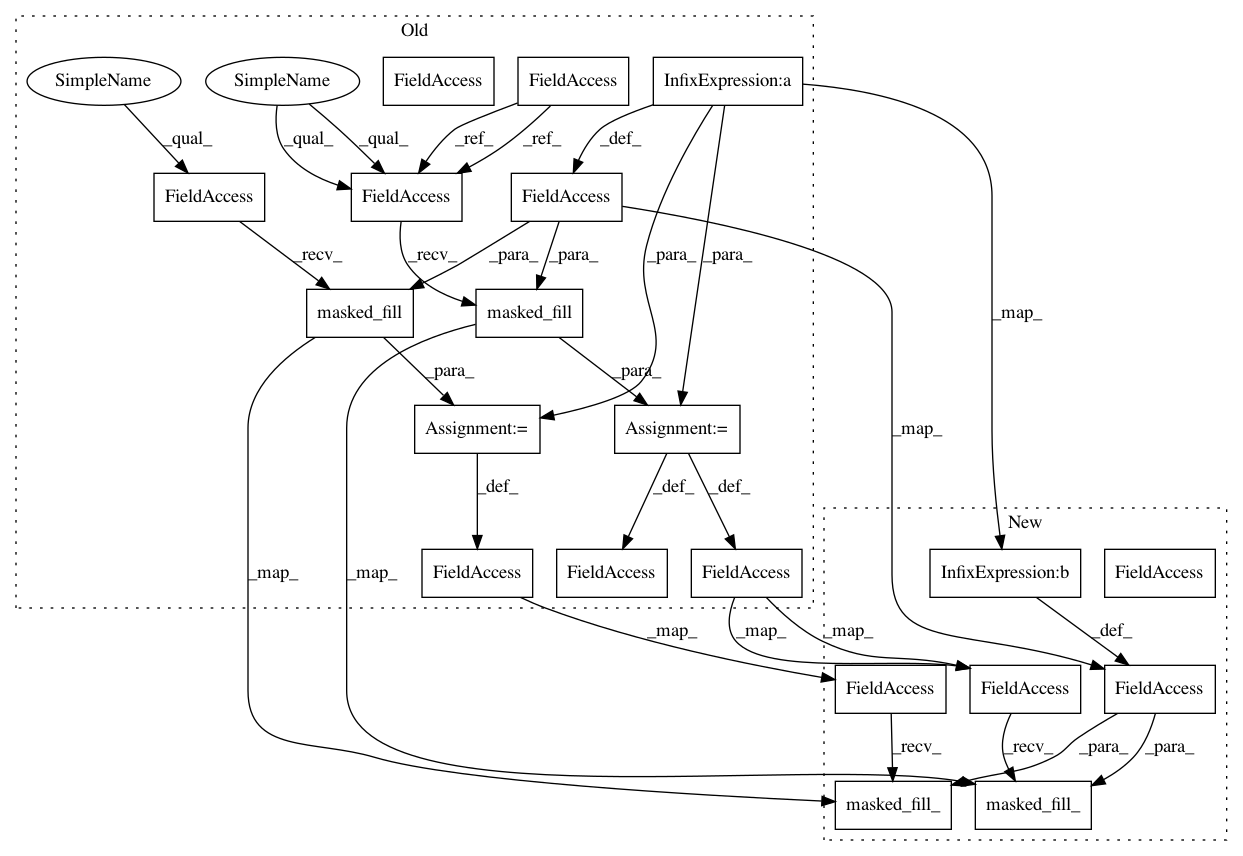 Old
SimpleName SimpleName FieldAccess FieldAccess InfixExpression:a
_qual_ _qual_ _qual_ _ref_ _ref_ _def_
FieldAccess FieldAccess FieldAccess
_recv_ _recv_ _para_ _para_ _para_ _para_
masked_fill masked_fill _map_
_para_ _para_
Assignment:= Assignment:= _map_
_def_ _def_ _def_
New
FieldAccess FieldAccess FieldAccess InfixExpression:b FieldAccess
_map_ _map_
_map_ _map_ _map_ _def_
FieldAccess FieldAccess FieldAccess
_recv_ _recv_ _para_ _para_
masked_fill_ masked_fill_